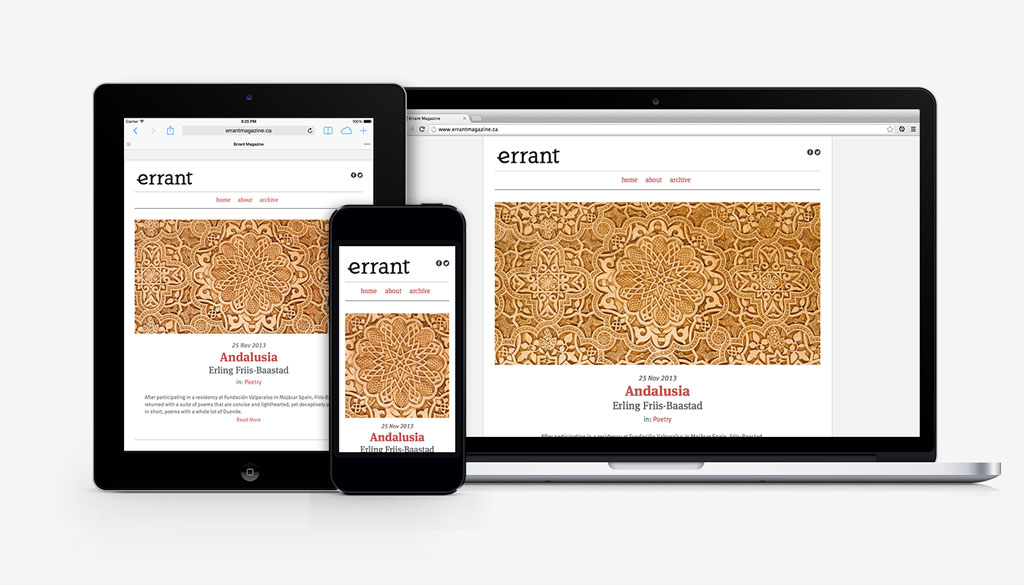 Carrier
9:25 PM
100%
errantmagazine.ca
Errant Magazine
errant
home about archive
25 Nov 2013
Andalusia
Erling Friis-Baastad
in: Poetry
After participating in a residency at Fundación Valparaíso in Mojácar Spain, Friis-B
returned with a suite of poems that are concise and lighthearted, yet deceptively p
in short, poems with a whole lot of Duende.
Read More
errant
home about archive
25 Nov 2013
Andalusia
Erling Friis-Baastad
Errant Magazine
www.errantmagazine.ca
errant
home about archive
25 Nov 2013
Andalusia
Erling Friis-Baastad
in: Poetry
After participating in a residency at Fundación Valparaíso in Mojácar Spain, Friis-Baastad